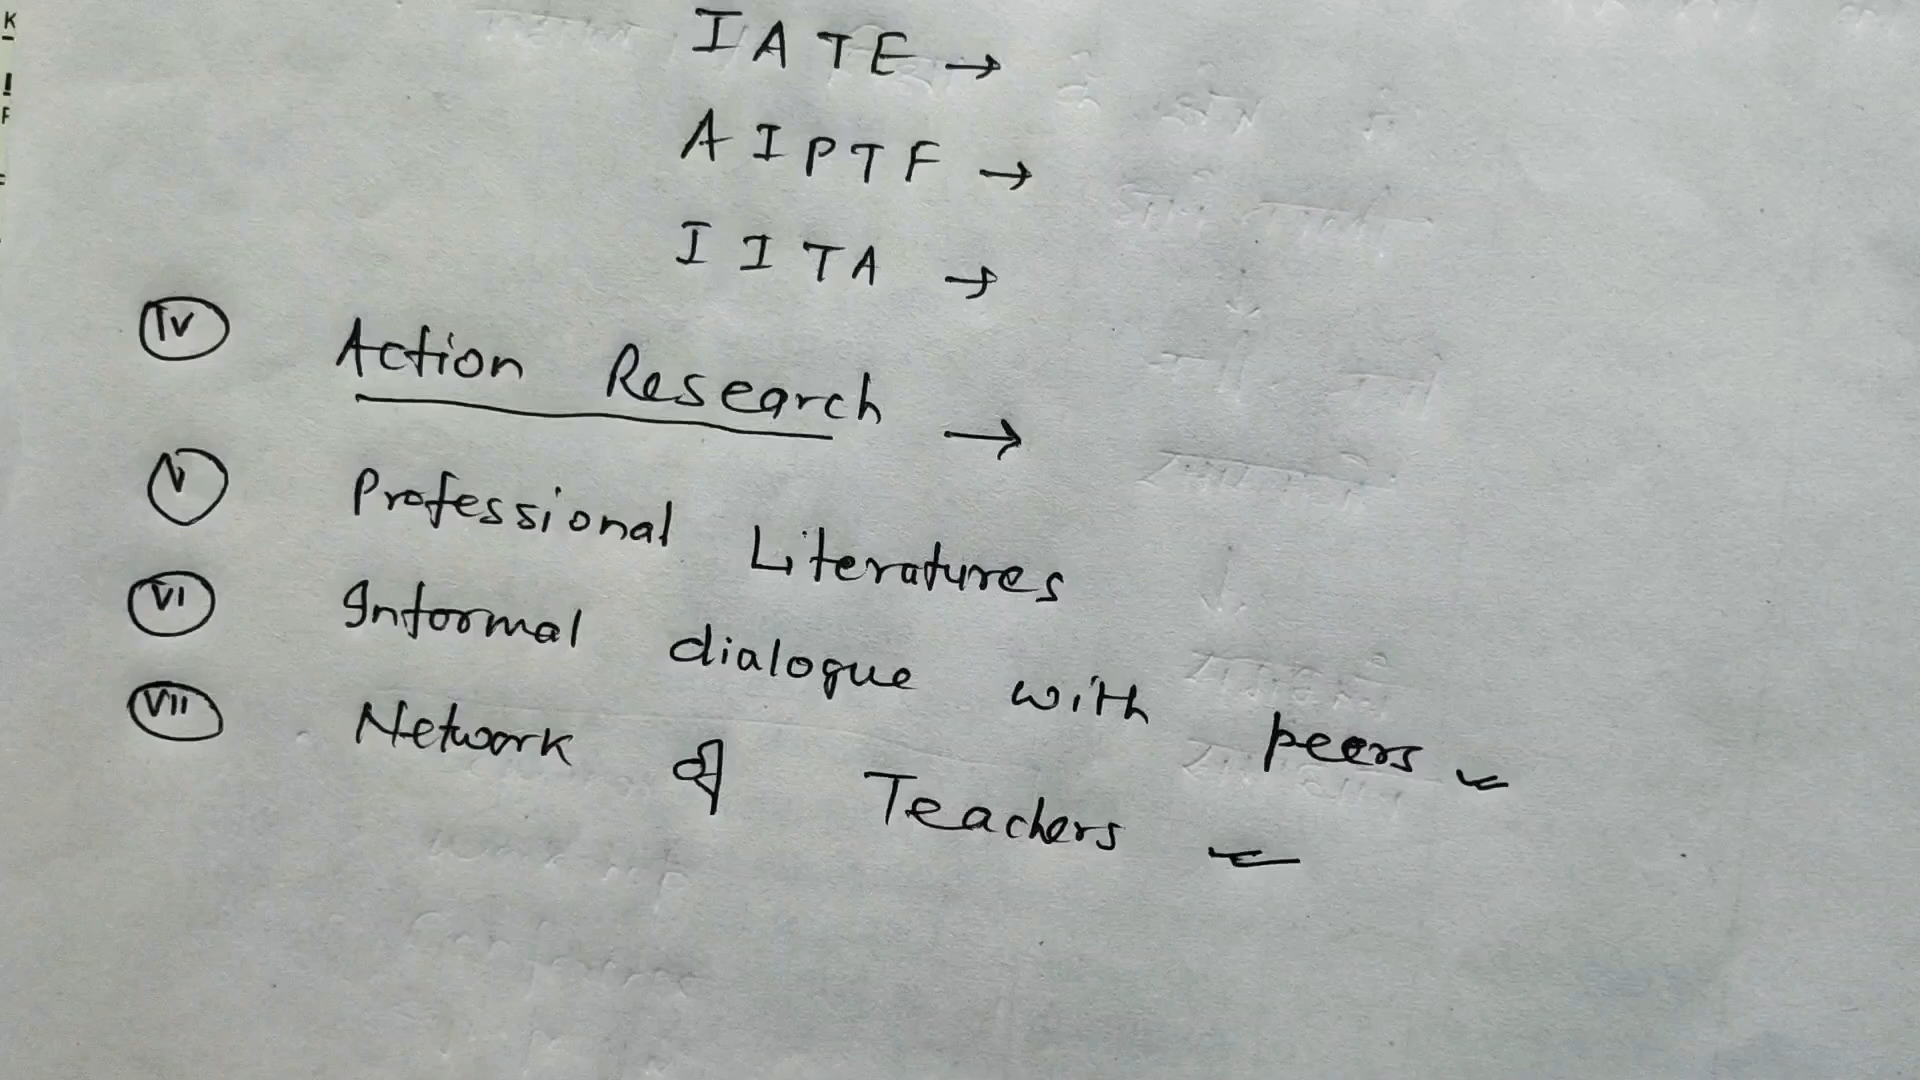 IATE →
AIPTF →
IITA →
IV Action Research →
V Professional Literatures
VI Informal dialogue with peers
VII Network of Teachers